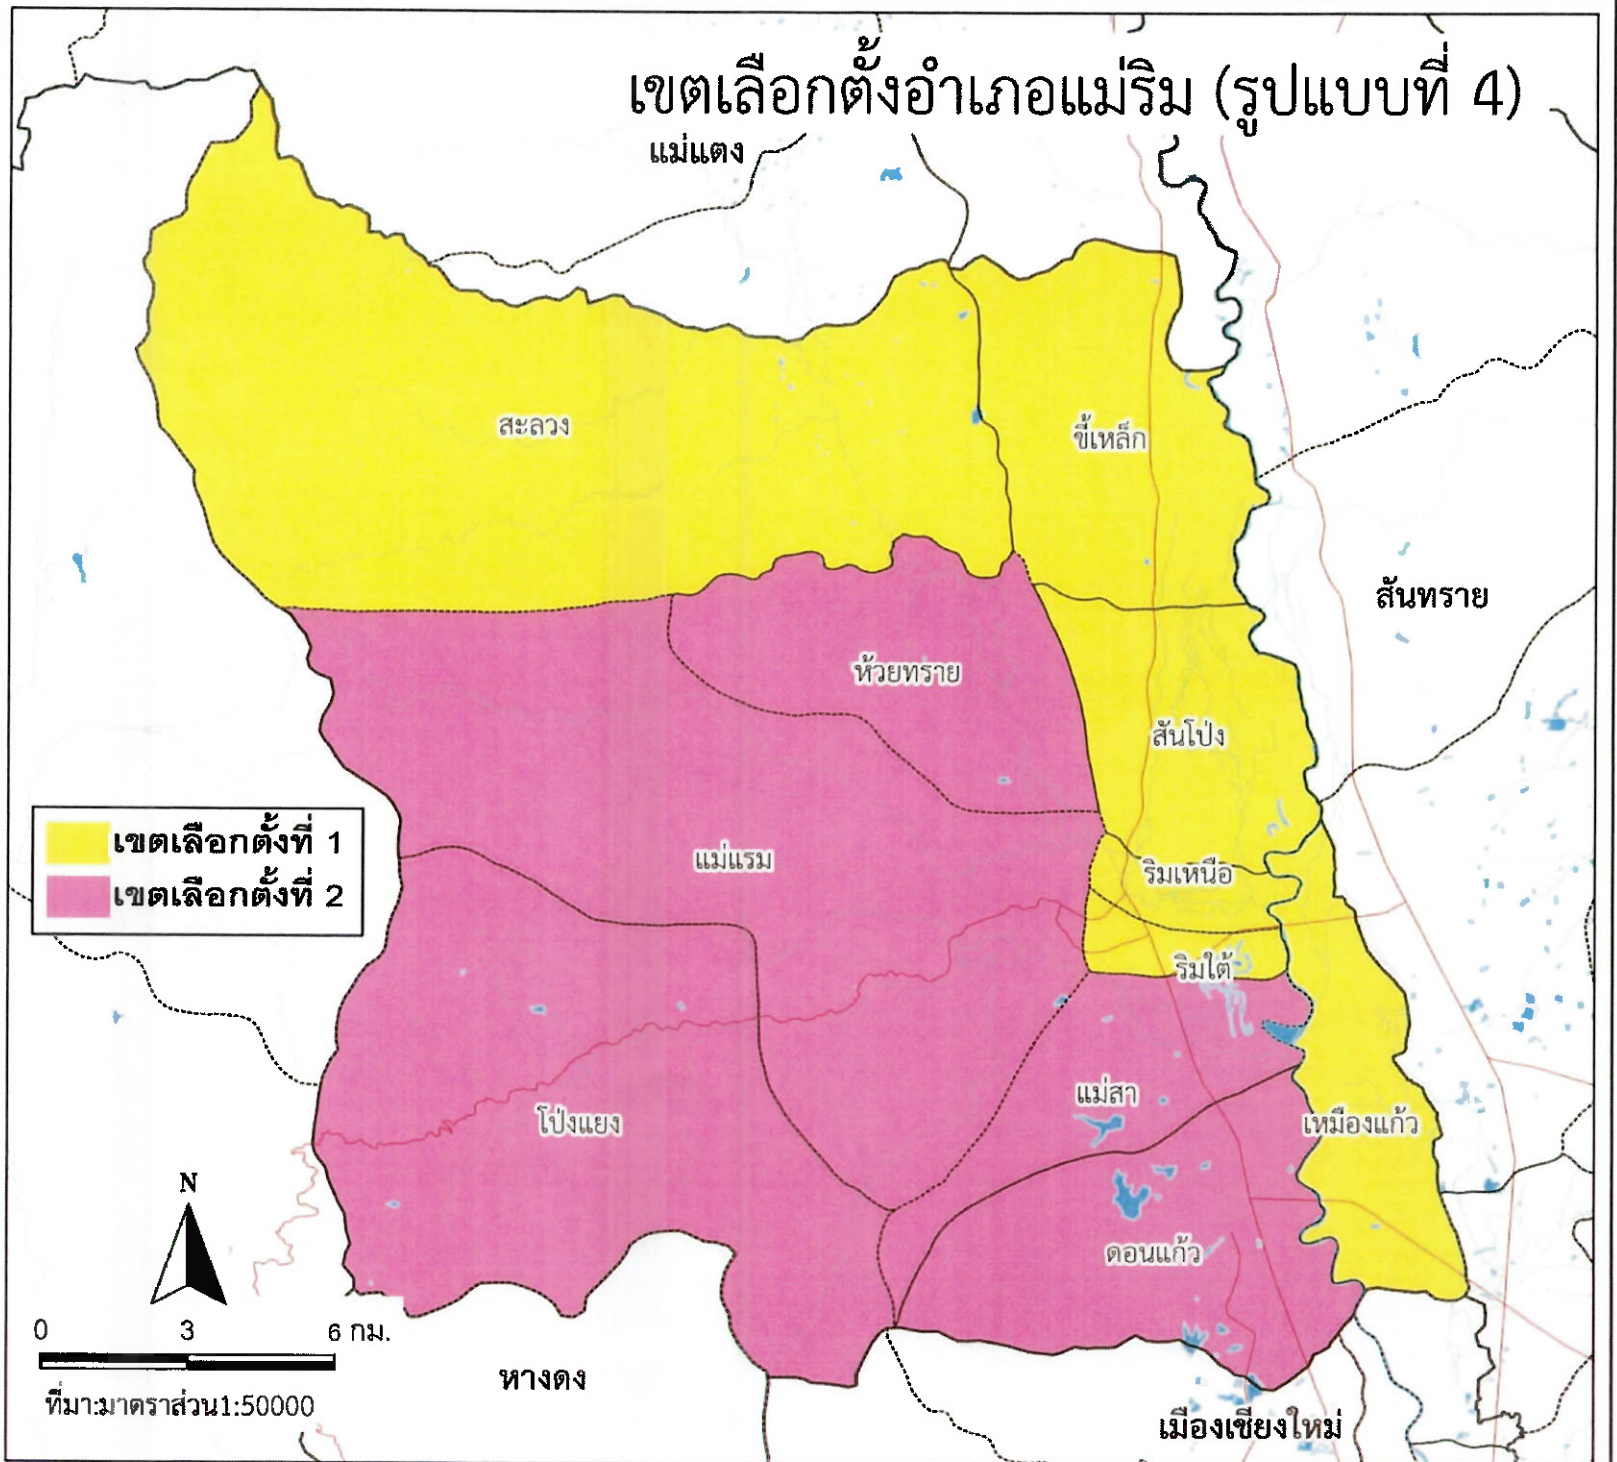 เขตเลือกตั้งอำเภอแม่ริม (รูปแบบที่ 4)
แม่แตง
สะลวง
ขี้เหล็ก
สันทราย
ห้วยทราย
สันโป่ง
เขตเลือกตั้งที่ 1
เขตเลือกตั้งที่ 2
แม่แรม
ริมเหนือ
ริมใต้
แม่สา
โป่งแยง
เหมืองแก้ว
N
ดอนแก้ว
0 3 6 กม.
ที่มา:มาตราส่วน1:50000
หางดง
เมืองเชียงใหม่